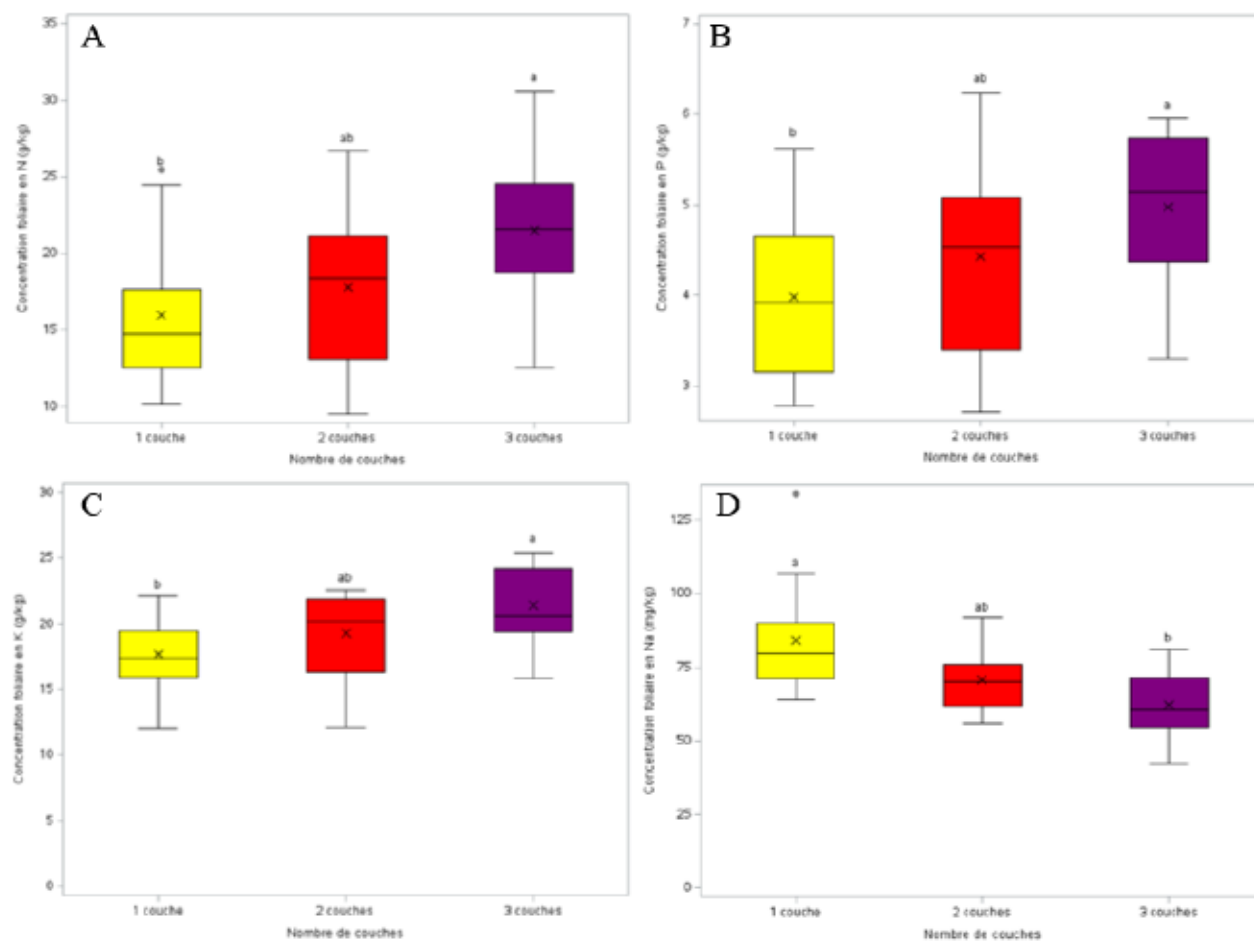 A
Concentration foliaire en N (g/kg)
35
30
25
20
15
10
b
ab
a
1 couche
2 couches
3 couches
Nombre de couches
B
Concentration foliaire en P (g/kg)
7
6
5
4
3
b
ab
a
1 couche
2 couches
3 couches
Nombre de couches
C
Concentration foliaire en K (g/kg)
30
25
20
15
10
5
0
b
ab
a
1 couche
2 couches
3 couches
Nombre de couches
D
Concentration foliaire en Na (mg/kg)
125
100
75
50
25
0
a
ab
b
1 couche
2 couches
3 couches
Nombre de couches